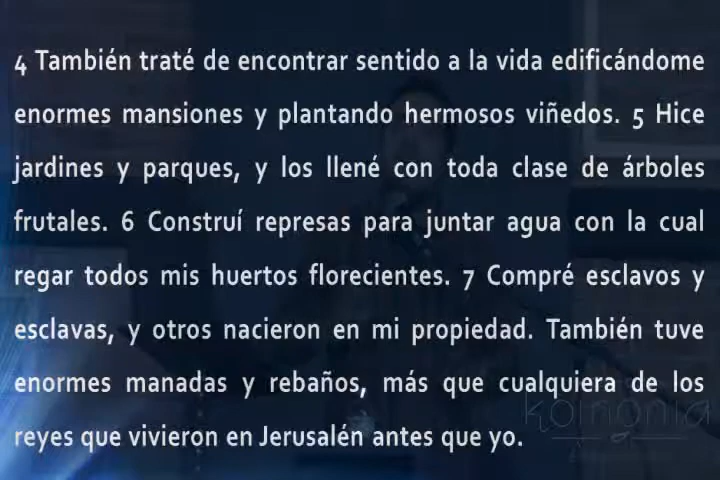 4 También traté de encontrar sentido a la vida edificándome
enormes mansiones y plantando hermosos viñedos. 5 Hice
jardines y parques, y los llené con toda clase de árboles
frutales. 6 Construí represas para juntar agua con la cual
regar todos mis huertos florecientes. 7 Compré esclavos y
esclavas, y otros nacieron en mi propiedad. También tuve
enormes manadas y rebaños, más que cualquiera de los
koinonia
reyes que vivieron en Jerusalén antes que yo.